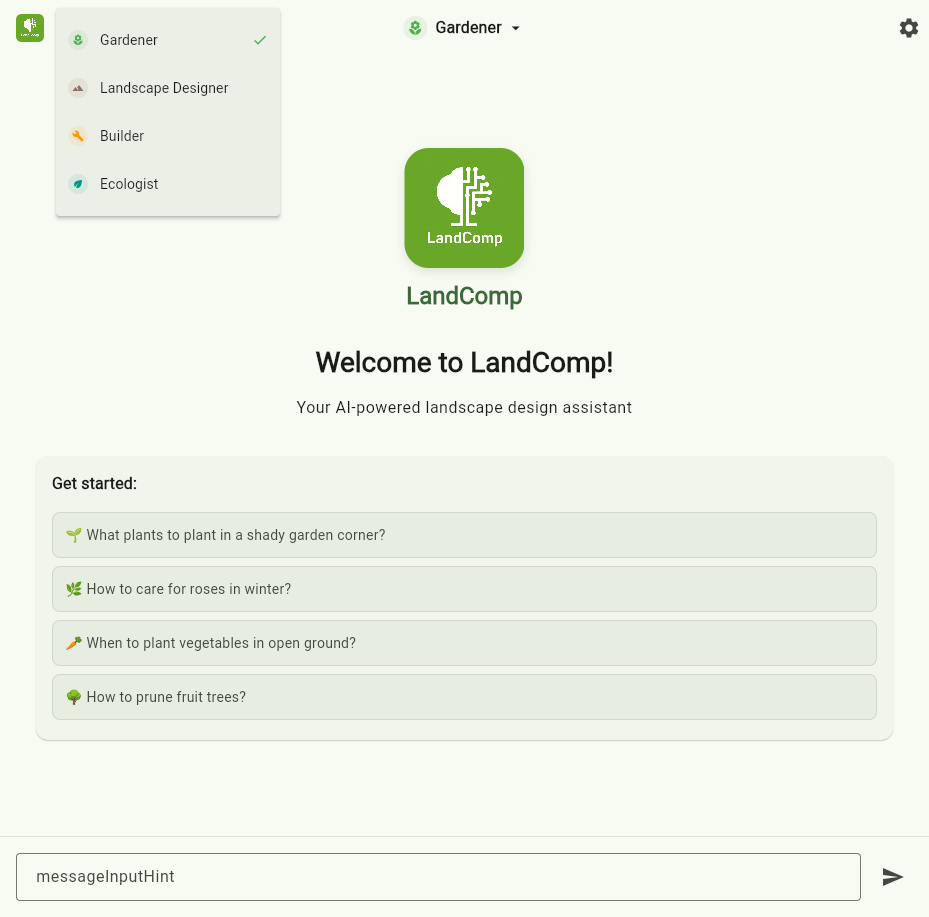 Gardener
Landscape Designer
Builder
Ecologist
Gardener
LandComp
LandComp
Welcome to LandComp!
Your AI-powered landscape design assistant
Get started:
🌱 What plants to plant in a shady garden corner?
🌿 How to care for roses in winter?
🥕 When to plant vegetables in open ground?
🌳 How to prune fruit trees?
messageInputHint